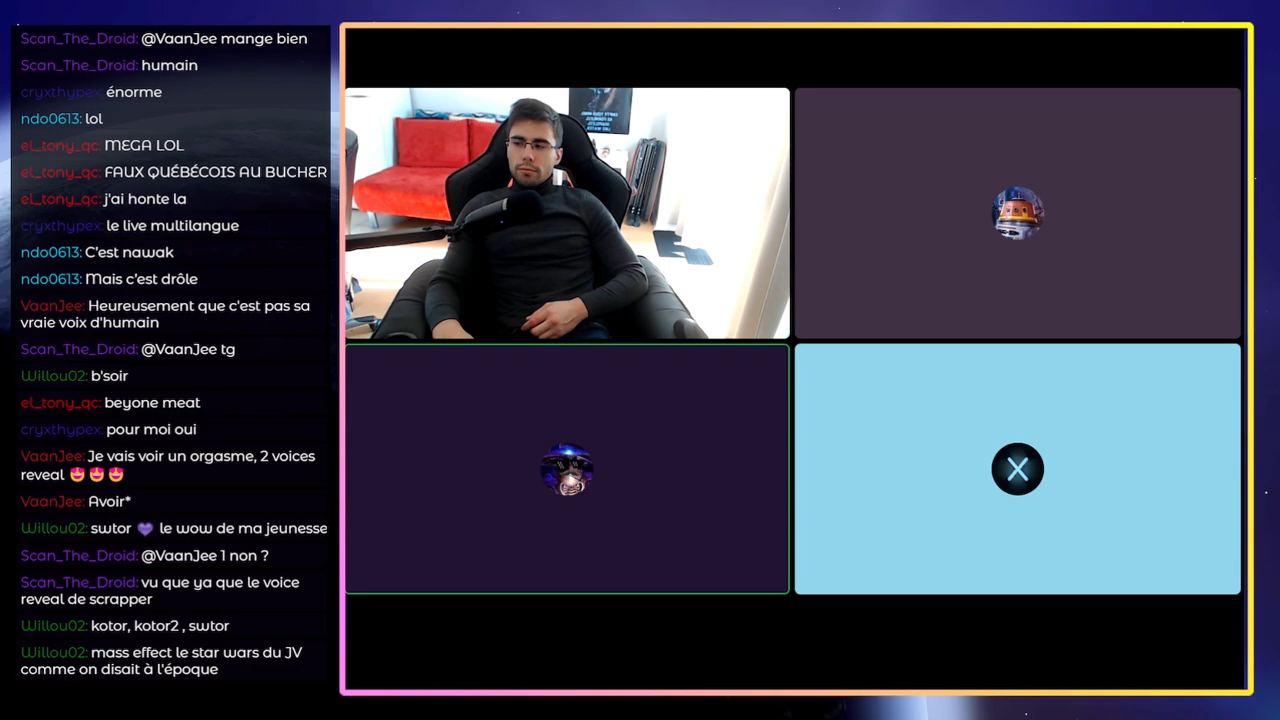 Scan_The_Droid: @VaanJee mange bien
Scan_The_Droid: humain
cryxthypex: énorme
ndo0613: lol
el_tony_qc: MEGA LOL
el_tony_qc: FAUX QUÉBÉCOIS AU BUCHER
el_tony_qc: j'ai honte la
cryxthypex: le live multilangue
ndo0613: C'est nawak
ndo0613: Mais c'est drôle
VaanJee: Heureusement que c'est pas sa
vraie voix d'humain
Scan_The_Droid: @VaanJee tg
Willou02: b'soir
el_tony_qc: beyone meat
cryxthypex: pour moi oui
VaanJee: Je vais voir un orgasme, 2 voices
reveal 😍😍😍
VaanJee: Avoir*
Willou02: swtor 💜 le wow de ma jeunesse
Scan_The_Droid: @VaanJee 1 non ?
Scan_The_Droid: vu que ya que le voice
reveal de scrapper
Willou02: kotor, kotor2 , swtor
Willou02: mass effect le star wars du JV
comme on disait à l'époque